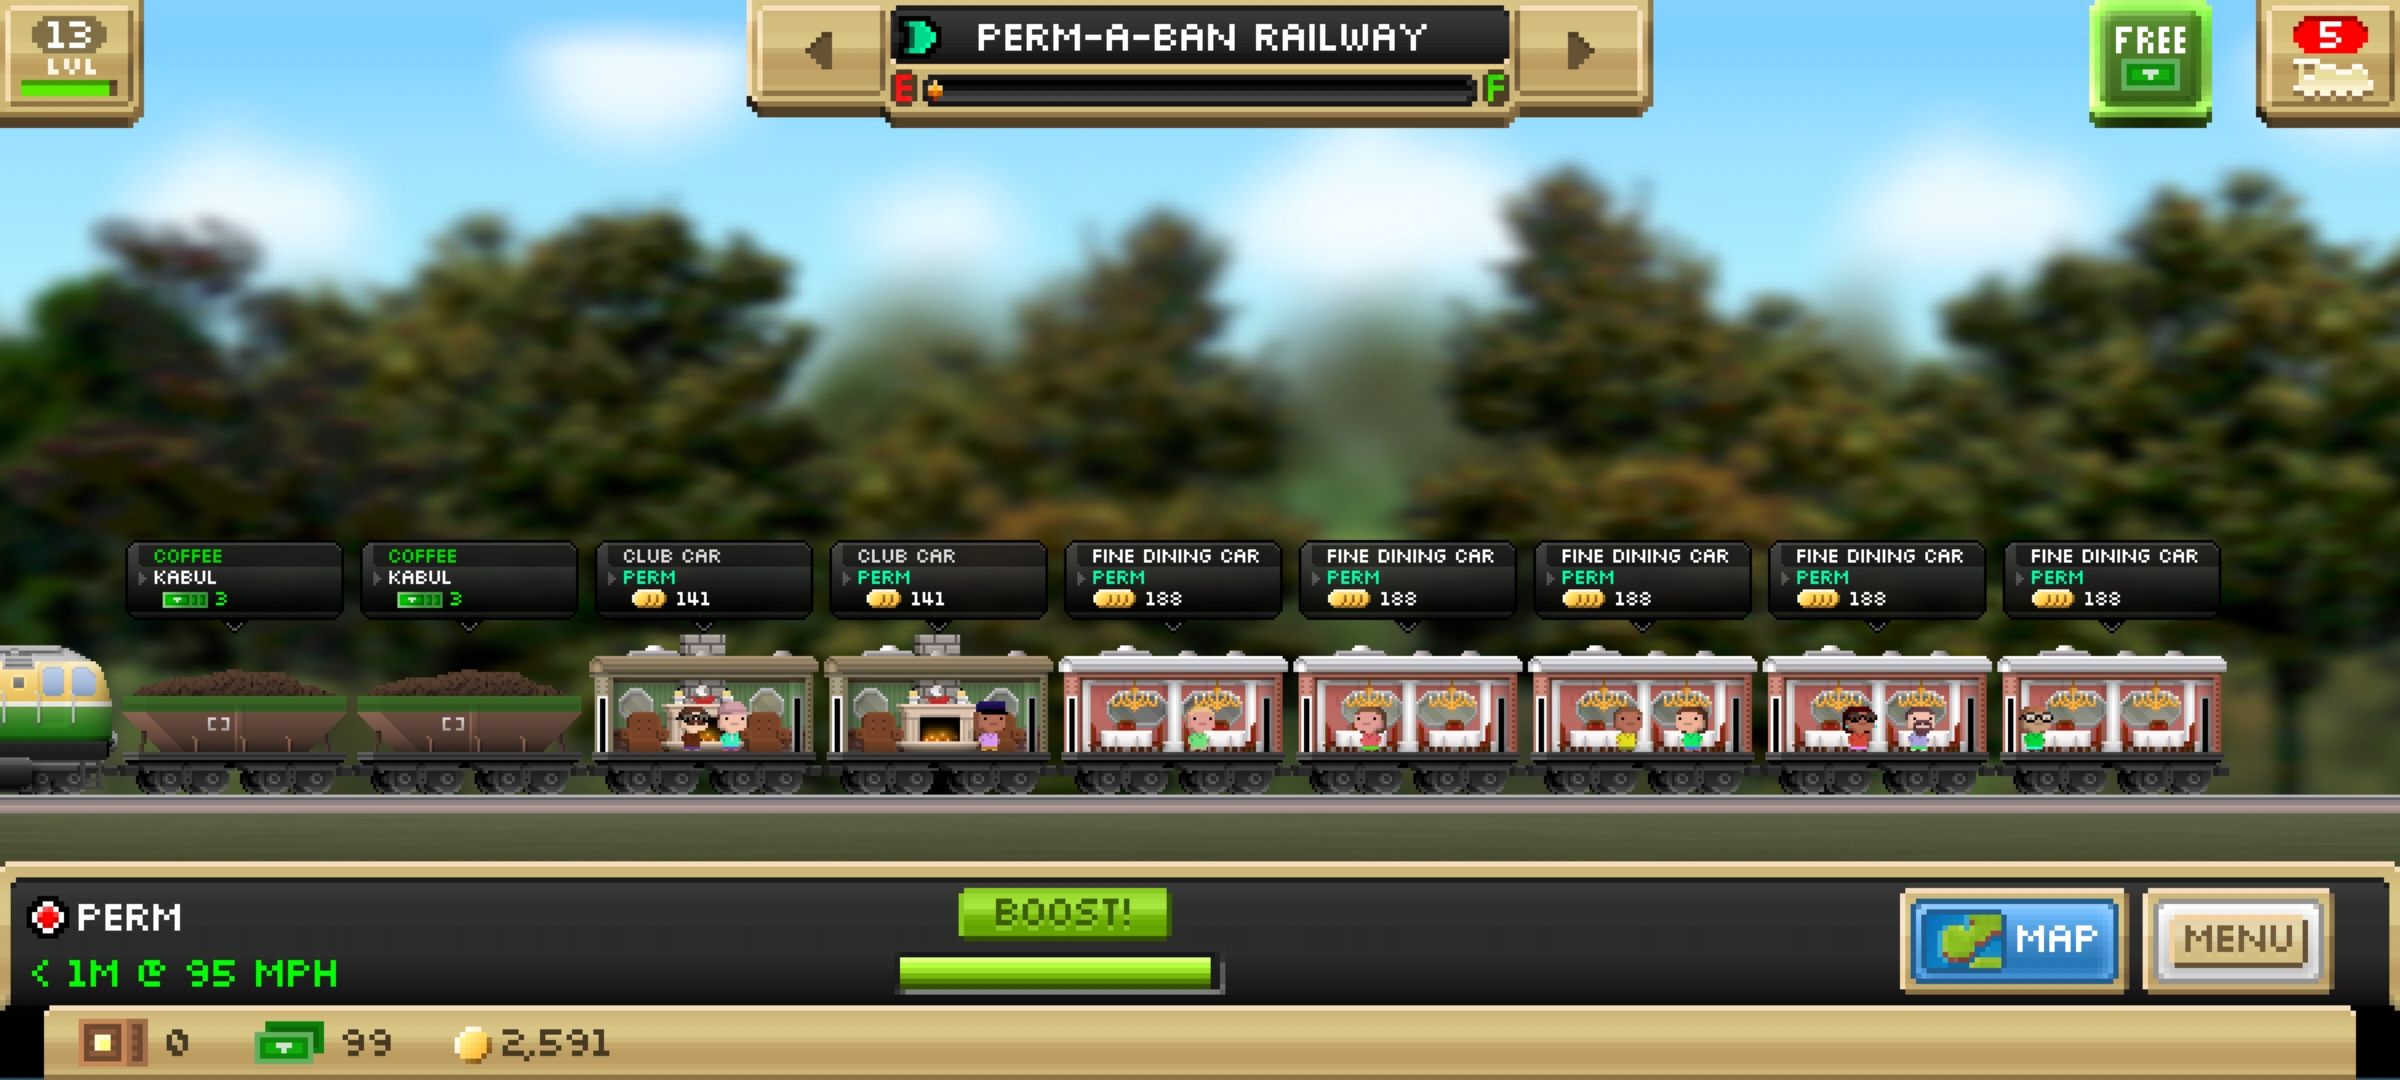 13
LVL
PERM-A-BAN RAILWAY
E F
FREE
5
COFFEE
KABUL
3
COFFEE
KABUL
3
CLUB CAR
PERM
141
CLUB CAR
PERM
141
FINE DINING CAR
PERM
188
FINE DINING CAR
PERM
188
FINE DINING CAR
PERM
188
FINE DINING CAR
PERM
188
FINE DINING CAR
PERM
188
PERM
< 1M @ 95 MPH
BOOST!
MAP
MENU
0 99 2,591